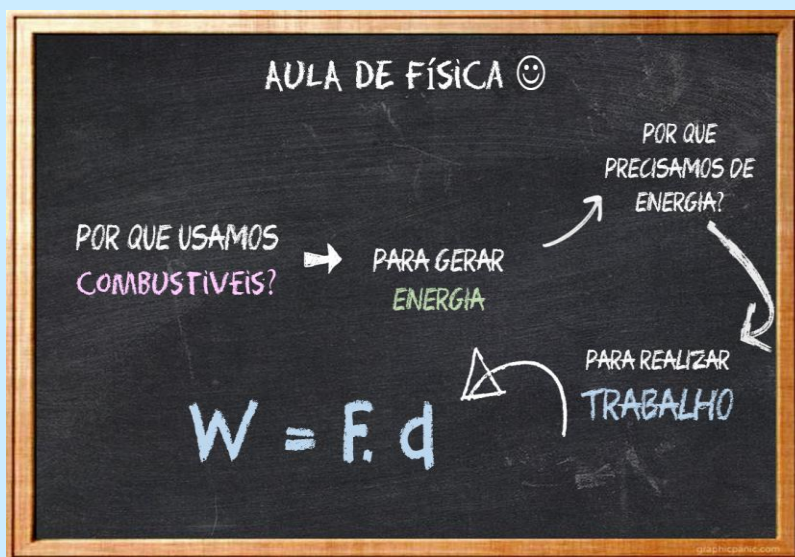 AULA DE FÍSICA ☺
POR QUE USAMOS
COMBUSTIVEIS?
PARA GERAR
ENERGIA
POR QUE
PRECISAMOS DE
ENERGIA?
PARA REALIZAR
TRABALHO
W = F. d
graphicpanic.com